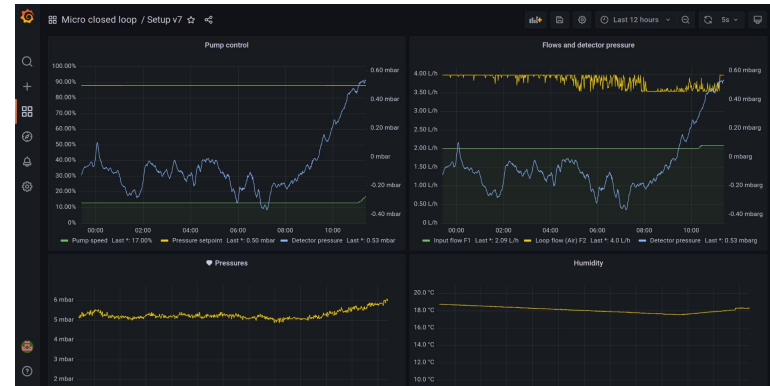 Micro closed loop / Setup v7
Last 12 hours
5s
Pump control
100.00%
90.00%
80.00%
70.00%
60.00%
50.00%
40.00%
30.00%
20.00%
10.00%
0%
0.60 mbar
0.40 mbar
0.20 mbar
0 mbar
-0.20 mbar
-0.40 mbar
00:00 02:00 04:00 06:00 08:00 10:00
Pump speed Last *: 17.00% Pressure setpoint Last *: 0.50 mbar Detector pressure Last *: 0.53 mbar
Flows and detector pressure
4.00 L/h
3.50 L/h
3.00 L/h
2.50 L/h
2.00 L/h
1.50 L/h
1.00 L/h
0.50 L/h
0 L/h
0.60 mbarg
0.40 mbarg
0.20 mbarg
0 mbarg
-0.20 mbarg
-0.40 mbarg
00:00 02:00 04:00 06:00 08:00 10:00
Input flow F1 Last *: 2.09 L/h Loop flow (Air) F2 Last *: 4.0 L/h Detector pressure Last *: 0.53 mbarg
Pressures
6 mbar
5 mbar
4 mbar
3 mbar
2 mbar
Humidity
20.0 °C
18.0 °C
16.0 °C
14.0 °C
12.0 °C
10.0 °C